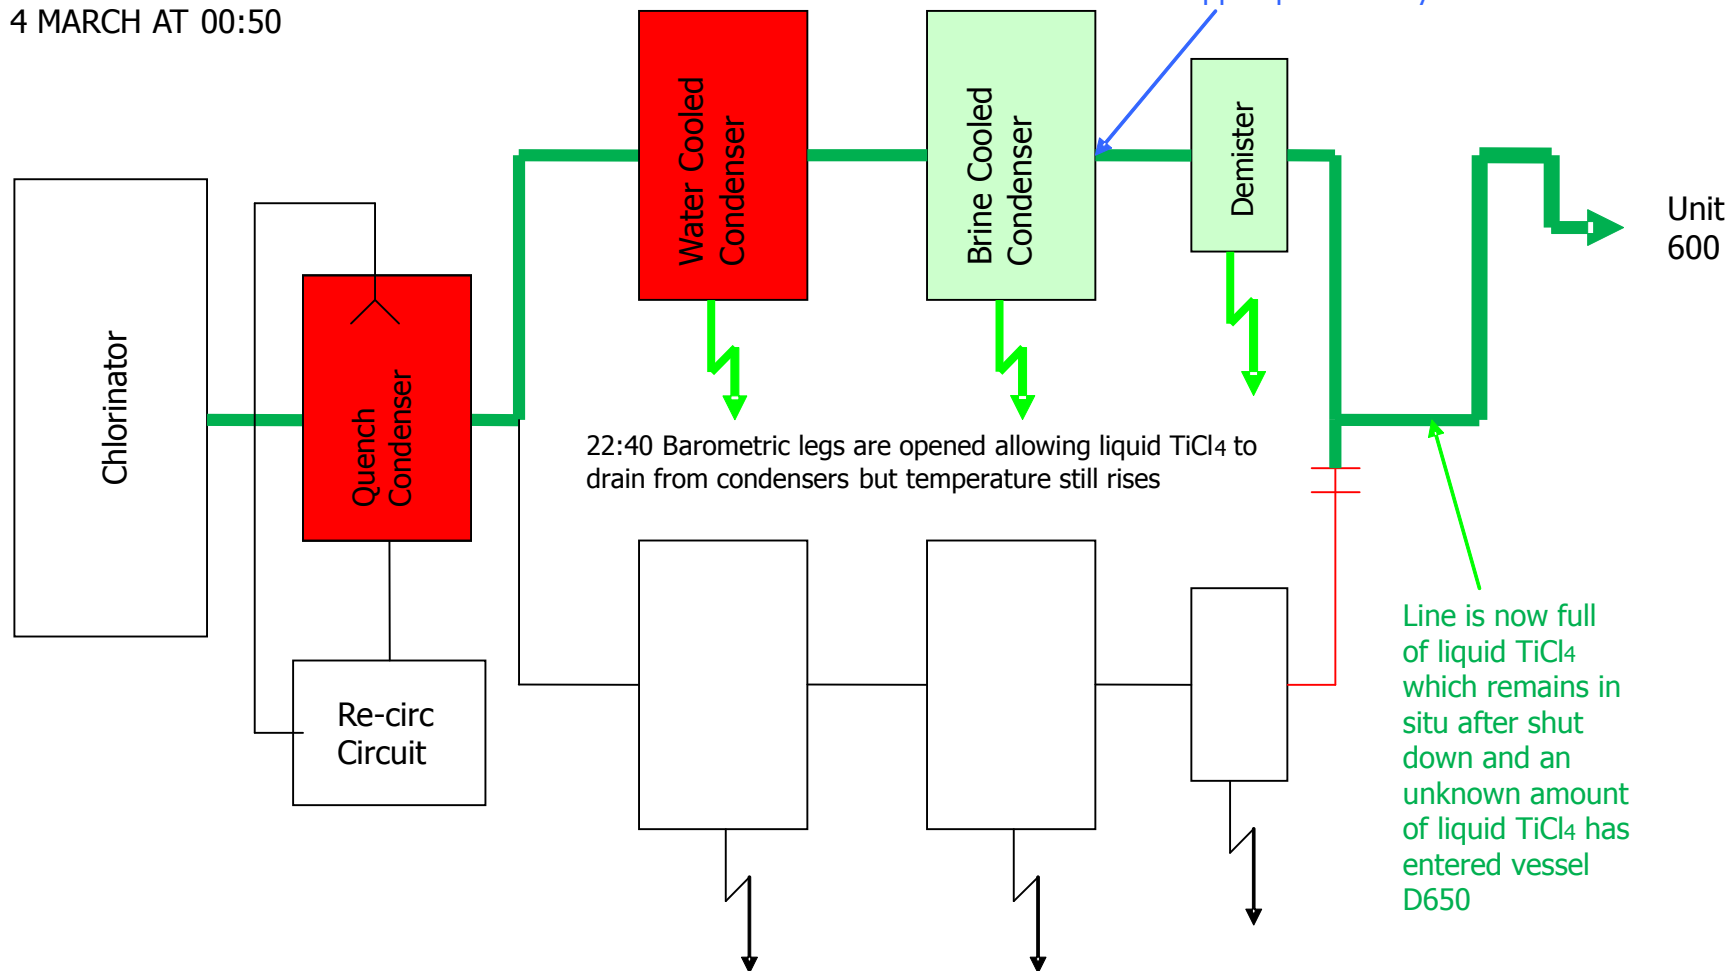 4 MARCH AT 00:50
Water Cooled
Condenser
Brine Cooled
Condenser
Demister
Unit
600
Chlorinator
Quench
Condenser
22:40 Barometric legs are opened allowing liquid TiCl4 to
drain from condensers but temperature still rises
Re-circ
Circuit
Line is now full
of liquid TiCl4
which remains in
situ after shut
down and an
unknown amount
of liquid TiCl4 has
entered vessel
D650